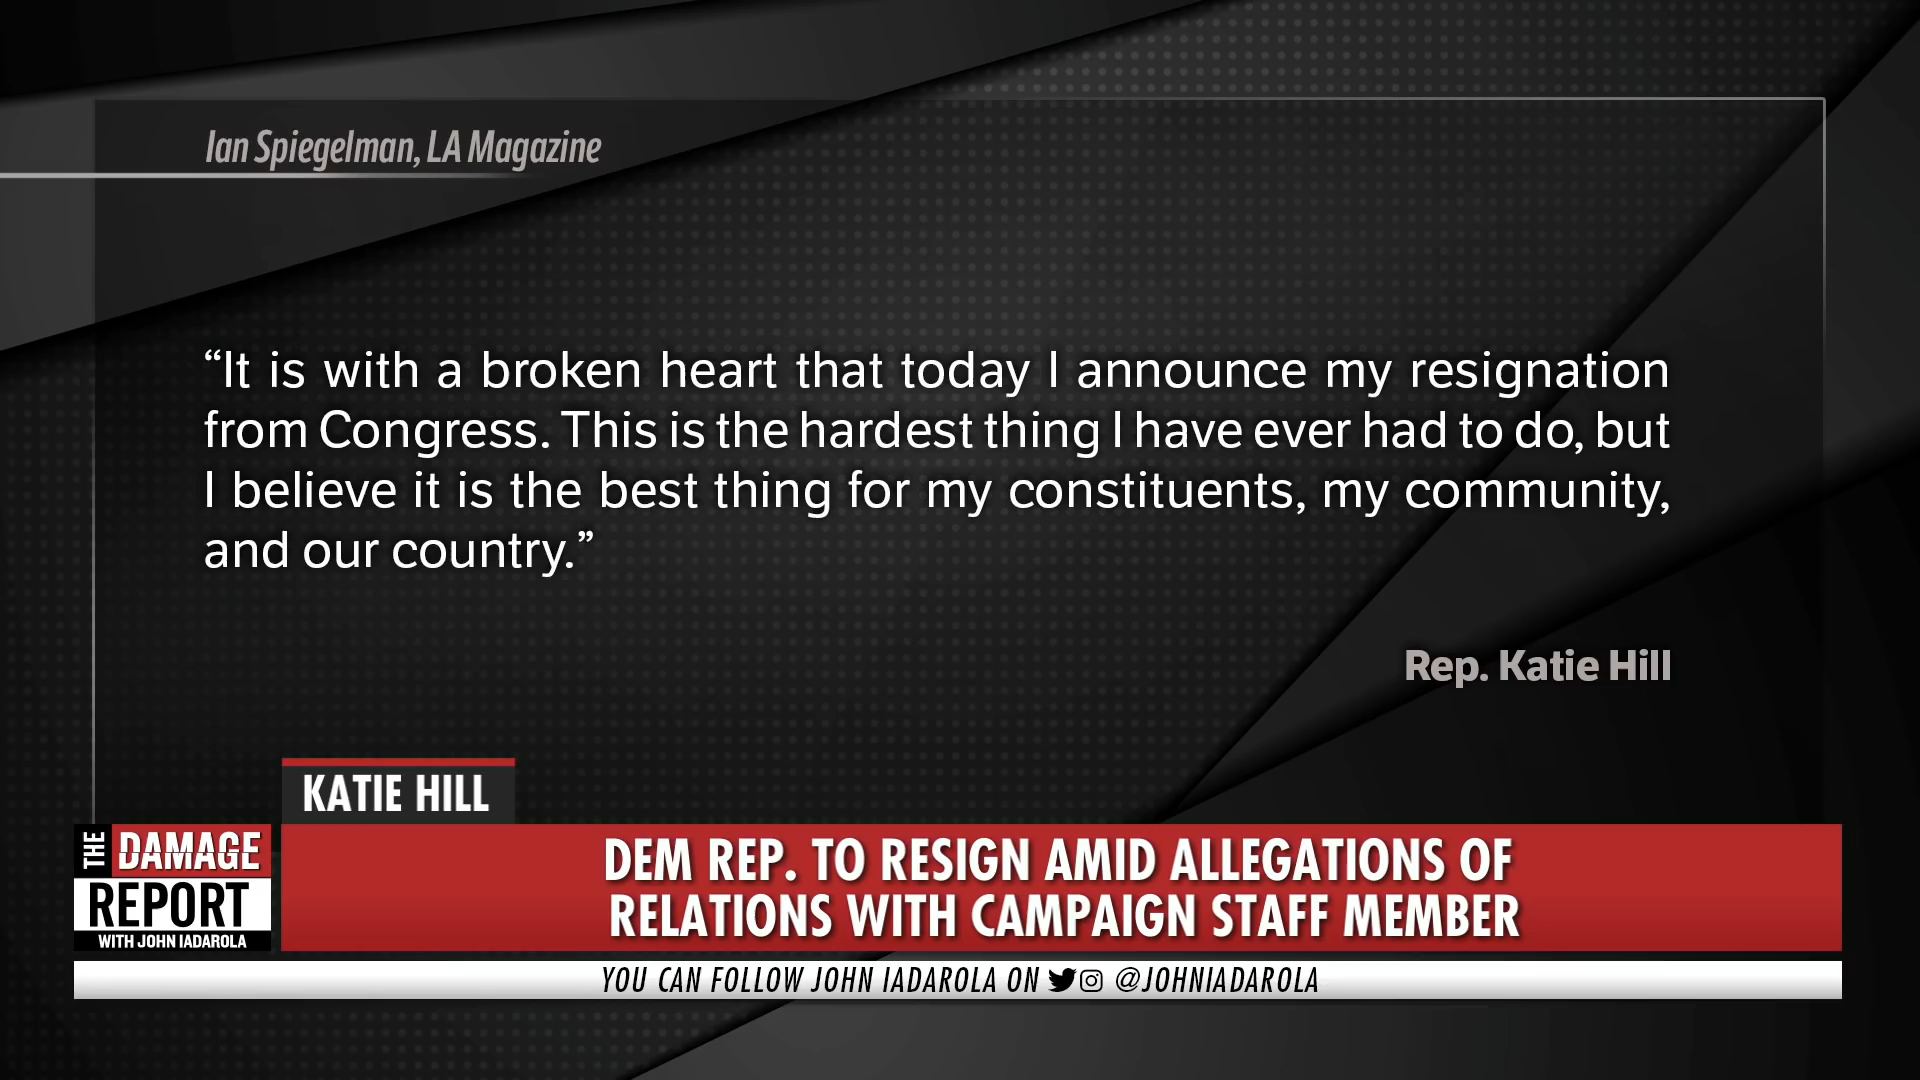 Ian Spiegelman, LA Magazine
“It is with a broken heart that today I announce my resignation
from Congress. This is the hardest thing I have ever had to do, but
I believe it is the best thing for my constituents, my community,
and our country.”
Rep. Katie Hill
KATIE HILL
THE DAMAGE
REPORT
WITH JOHN IADAROLA
DEM REP. TO RESIGN AMID ALLEGATIONS OF
RELATIONS WITH CAMPAIGN STAFF MEMBER
YOU CAN FOLLOW JOHN IADAROLA ON @JOHNIADAROLA